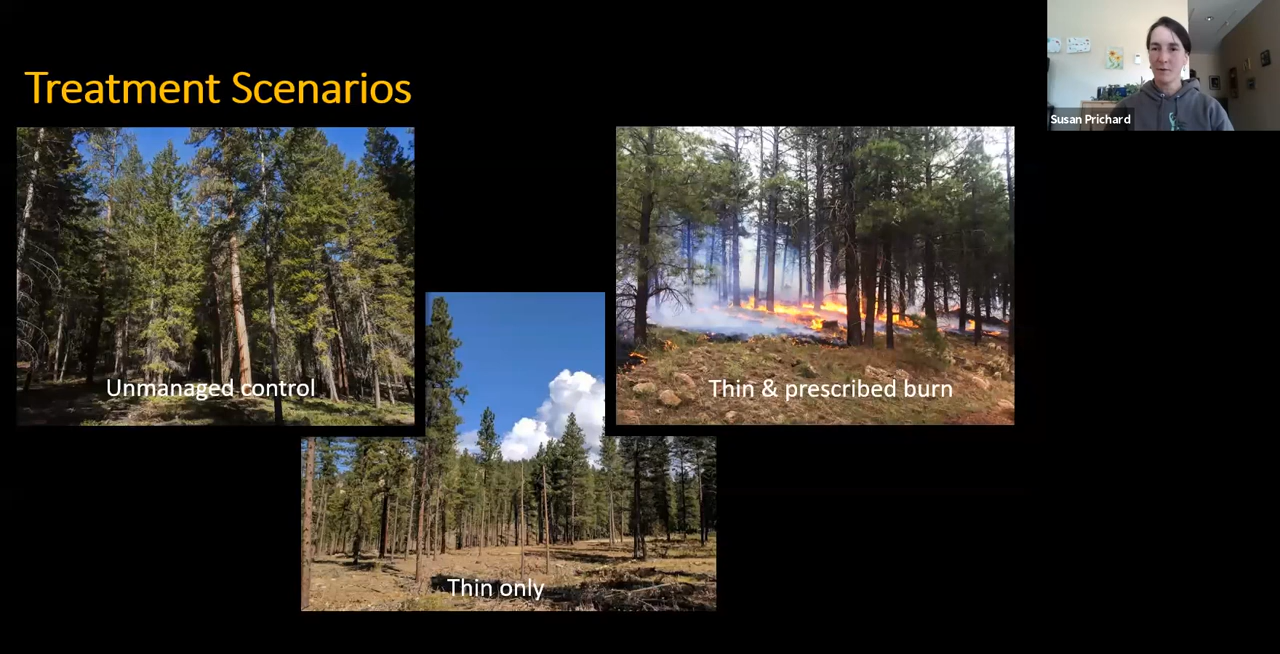 Treatment Scenarios
Susan Prichard
Unmanaged control
Thin & prescribed burn
Thin only